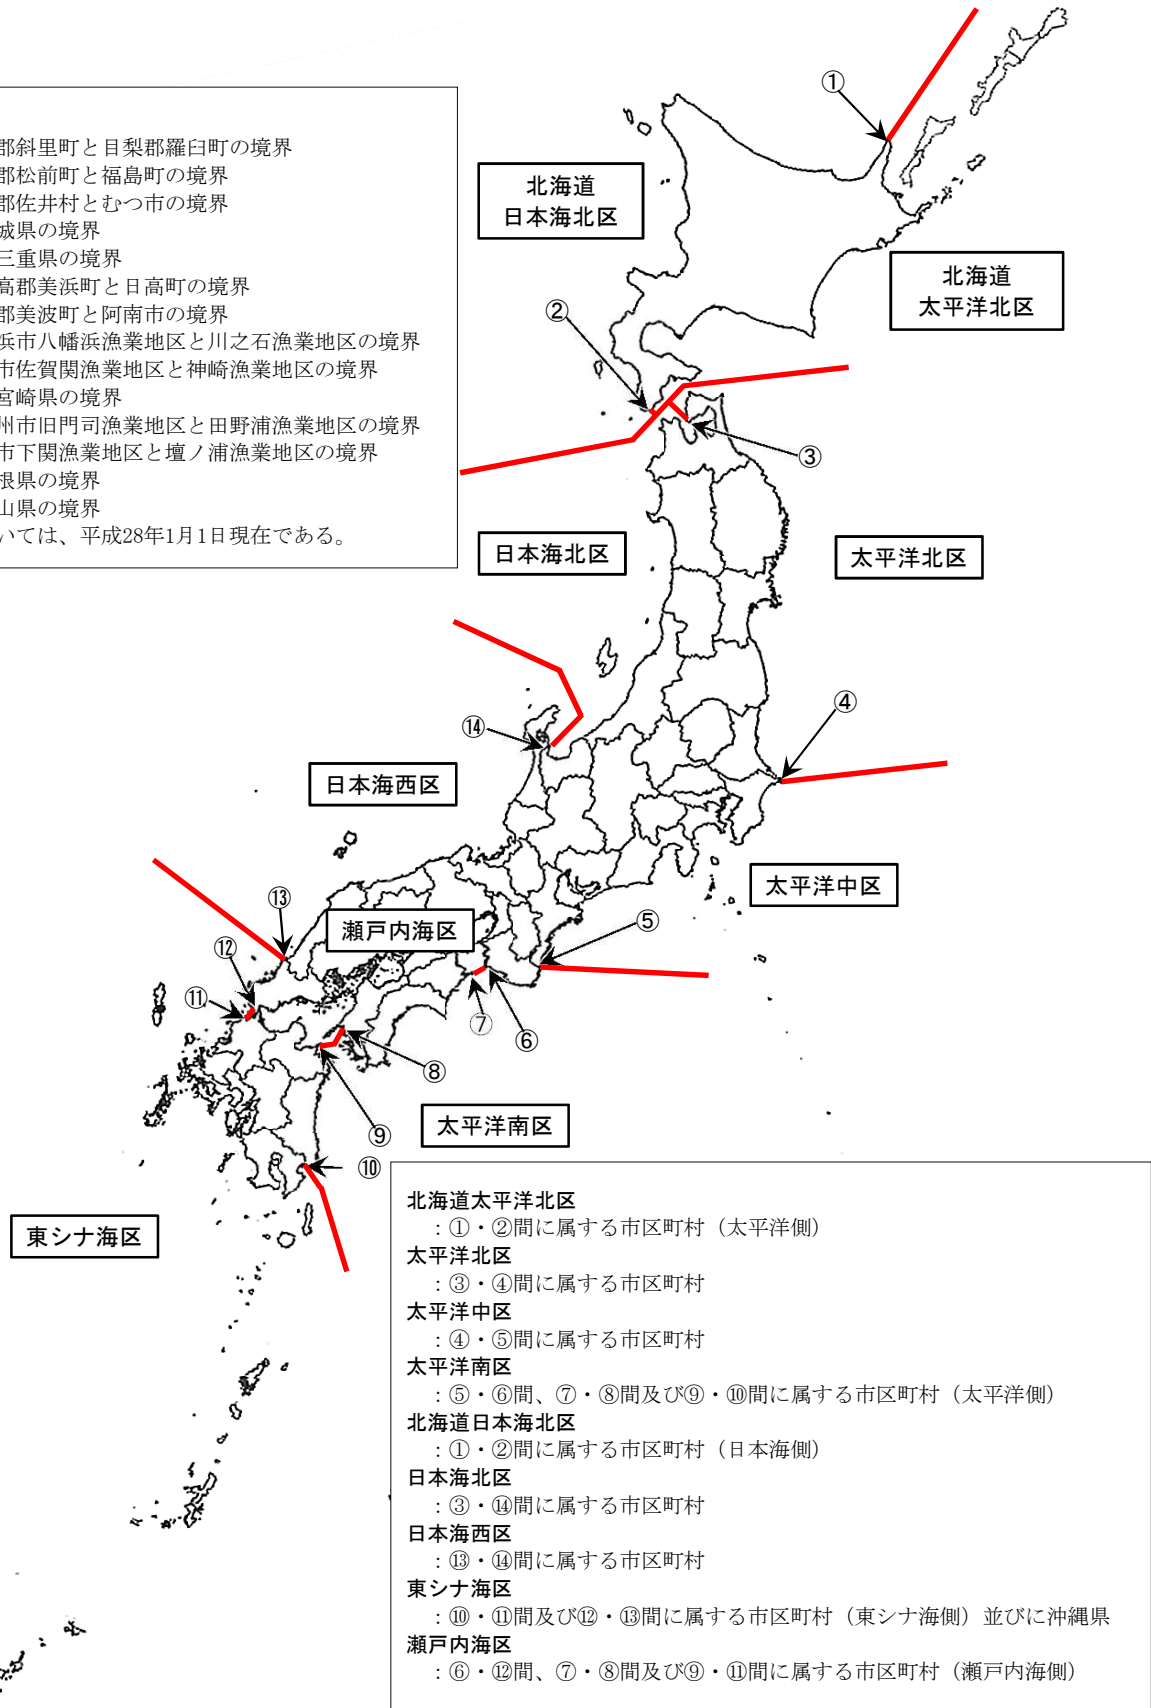 郡斜里町と目梨郡羅臼町の境界
郡松前町と福島町の境界
郡佐井村とむつ市の境界
城県の境界
三重県の境界
高郡美浜町と日高町の境界
郡美波町と阿南市の境界
浜市八幡浜漁業地区と川之石漁業地区の境界
市佐賀関漁業地区と神崎漁業地区の境界
宮崎県の境界
州市旧門司漁業地区と田野浦漁業地区の境界
市下関漁業地区と壇ノ浦漁業地区の境界
根県の境界
山県の境界
いては、平成28年1月1日現在である。
①
北海道
日本海北区
北海道
太平洋北区
②
③
日本海北区
太平洋北区
④
⑭
日本海西区
太平洋中区
⑬
瀬戸内海区
⑤
⑫
⑪
⑦
⑥
⑧
⑨
太平洋南区
⑩
東シナ海区
北海道太平洋北区
：①・②間に属する市区町村（太平洋側）
太平洋北区
：③・④間に属する市区町村
太平洋中区
：④・⑤間に属する市区町村
太平洋南区
：⑤・⑥間、⑦・⑧間及び⑨・⑩間に属する市区町村（太平洋側）
北海道日本海北区
：①・②間に属する市区町村（日本海側）
日本海北区
：③・⑭間に属する市区町村
日本海西区
：⑬・⑭間に属する市区町村
東シナ海区
：⑩・⑪間及び⑫・⑬間に属する市区町村（東シナ海側）並びに沖縄県
瀬戸内海区
：⑥・⑫間、⑦・⑧間及び⑨・⑪間に属する市区町村（瀬戸内海側）